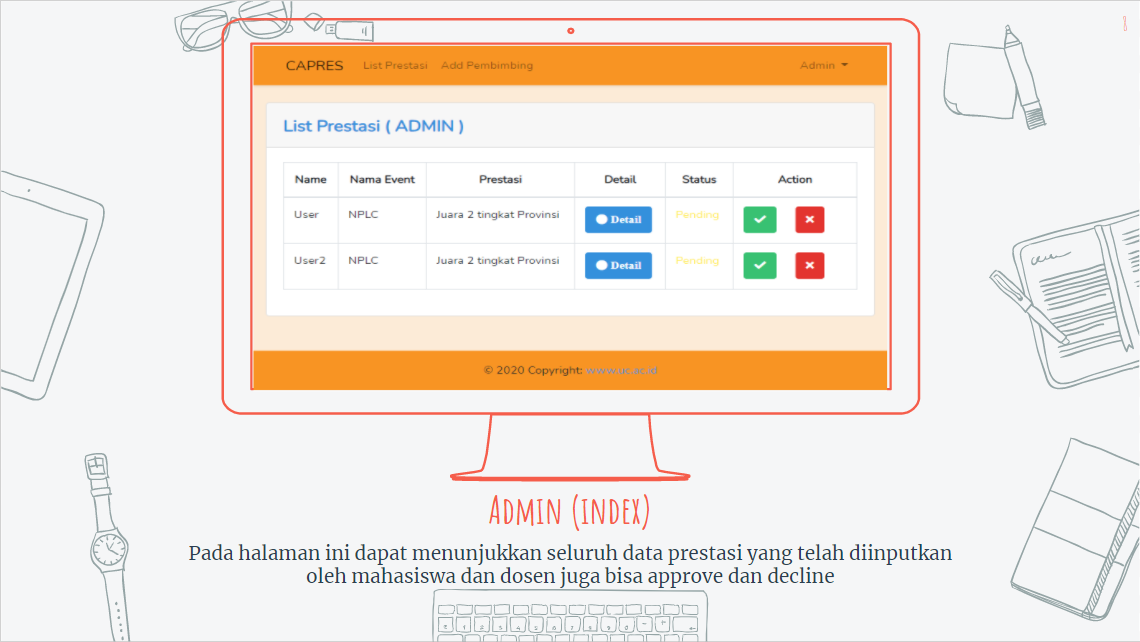 CAPRES List Prestasi Add Pembimbing Admin
List Prestasi ( ADMIN )
Name Nama Event Prestasi Detail Status Action
User NPLC Juara 2 tingkat Provinsi Detail Pending
User2 NPLC Juara 2 tingkat Provinsi Detail Pending
© 2020 Copyright: www.uc.ac.id
Admin (index)
Pada halaman ini dapat menunjukkan seluruh data prestasi yang telah diinputkan
oleh mahasiswa dan dosen juga bisa approve dan decline